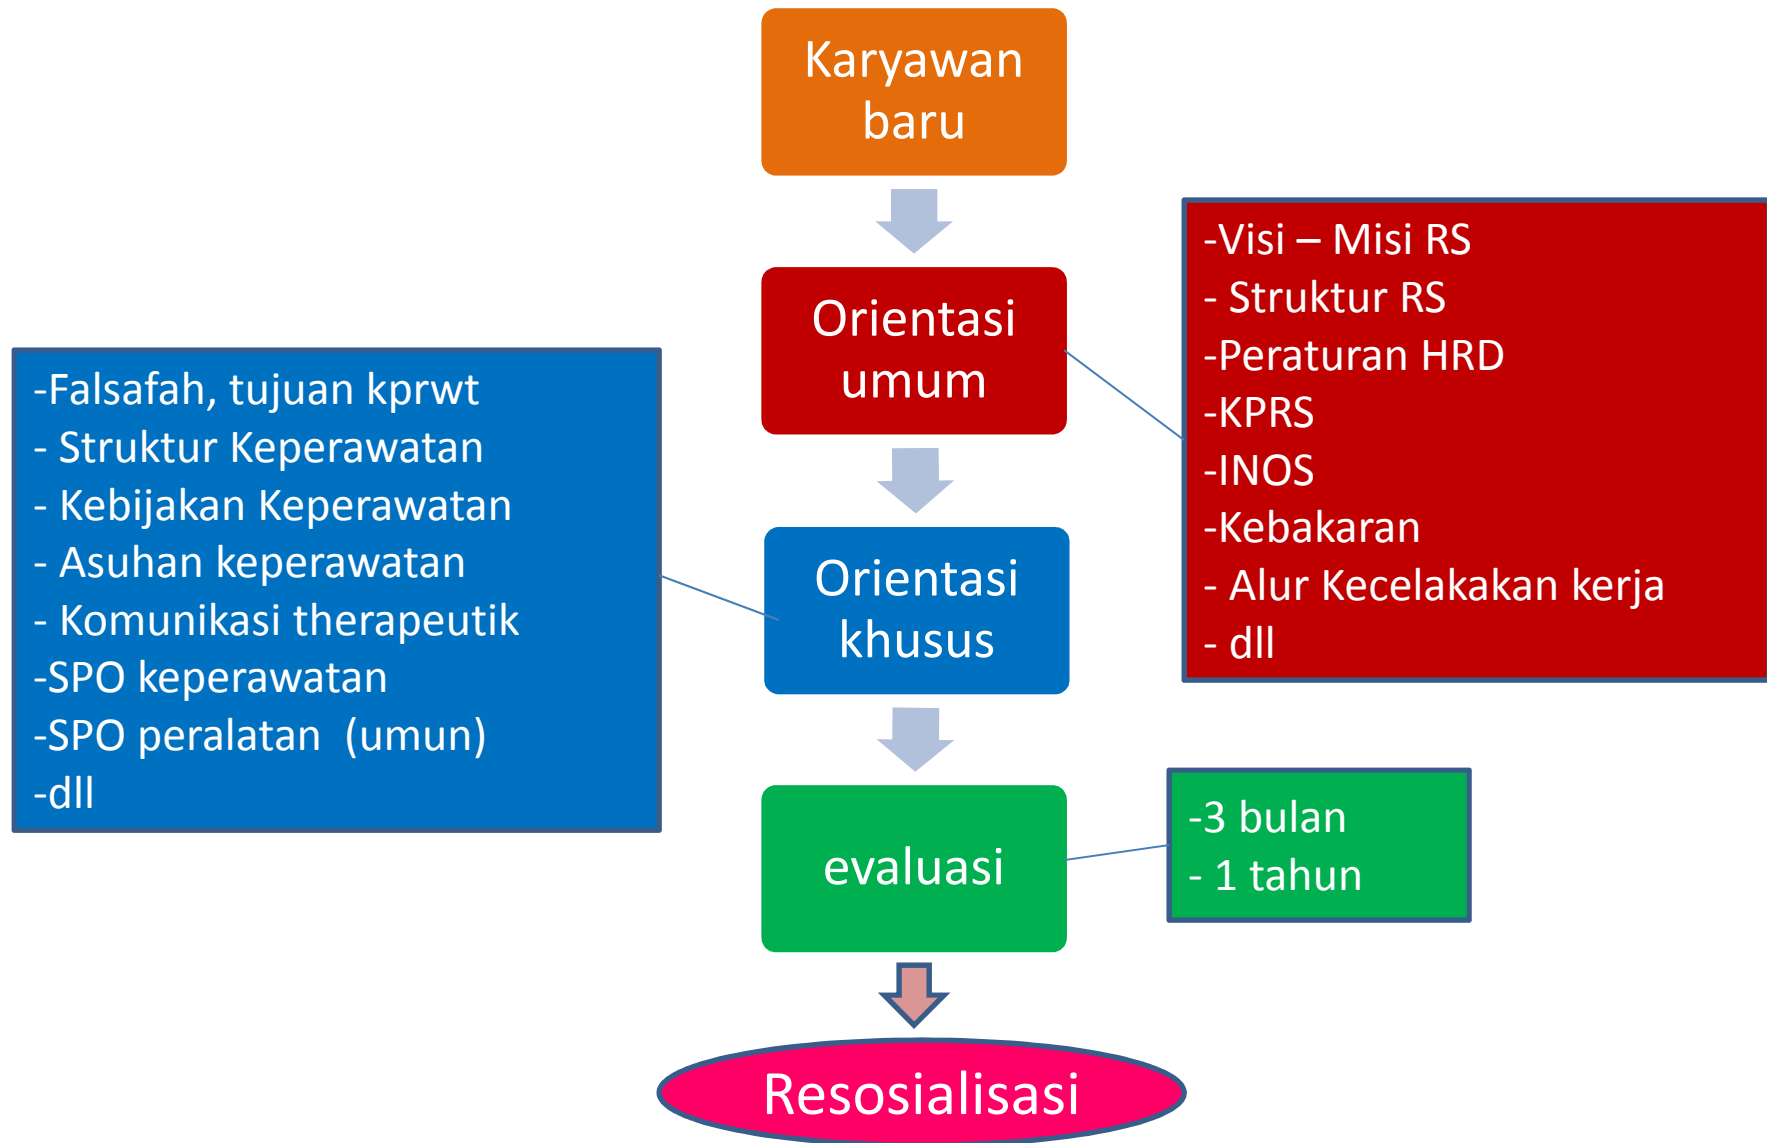 Karyawan
baru
Orientasi
umum
-Visi – Misi RS
- Struktur RS
-Peraturan HRD
-KPRS
-INOS
-Kebakaran
- Alur Kecelakakan kerja
- dll
Orientasi
khusus
-Falsafah, tujuan kprwt
- Struktur Keperawatan
- Kebijakan Keperawatan
- Asuhan keperawatan
- Komunikasi therapeutik
-SPO keperawatan
-SPO peralatan  (umun)
-dll
evaluasi
-3 bulan
- 1 tahun
Resosialisasi